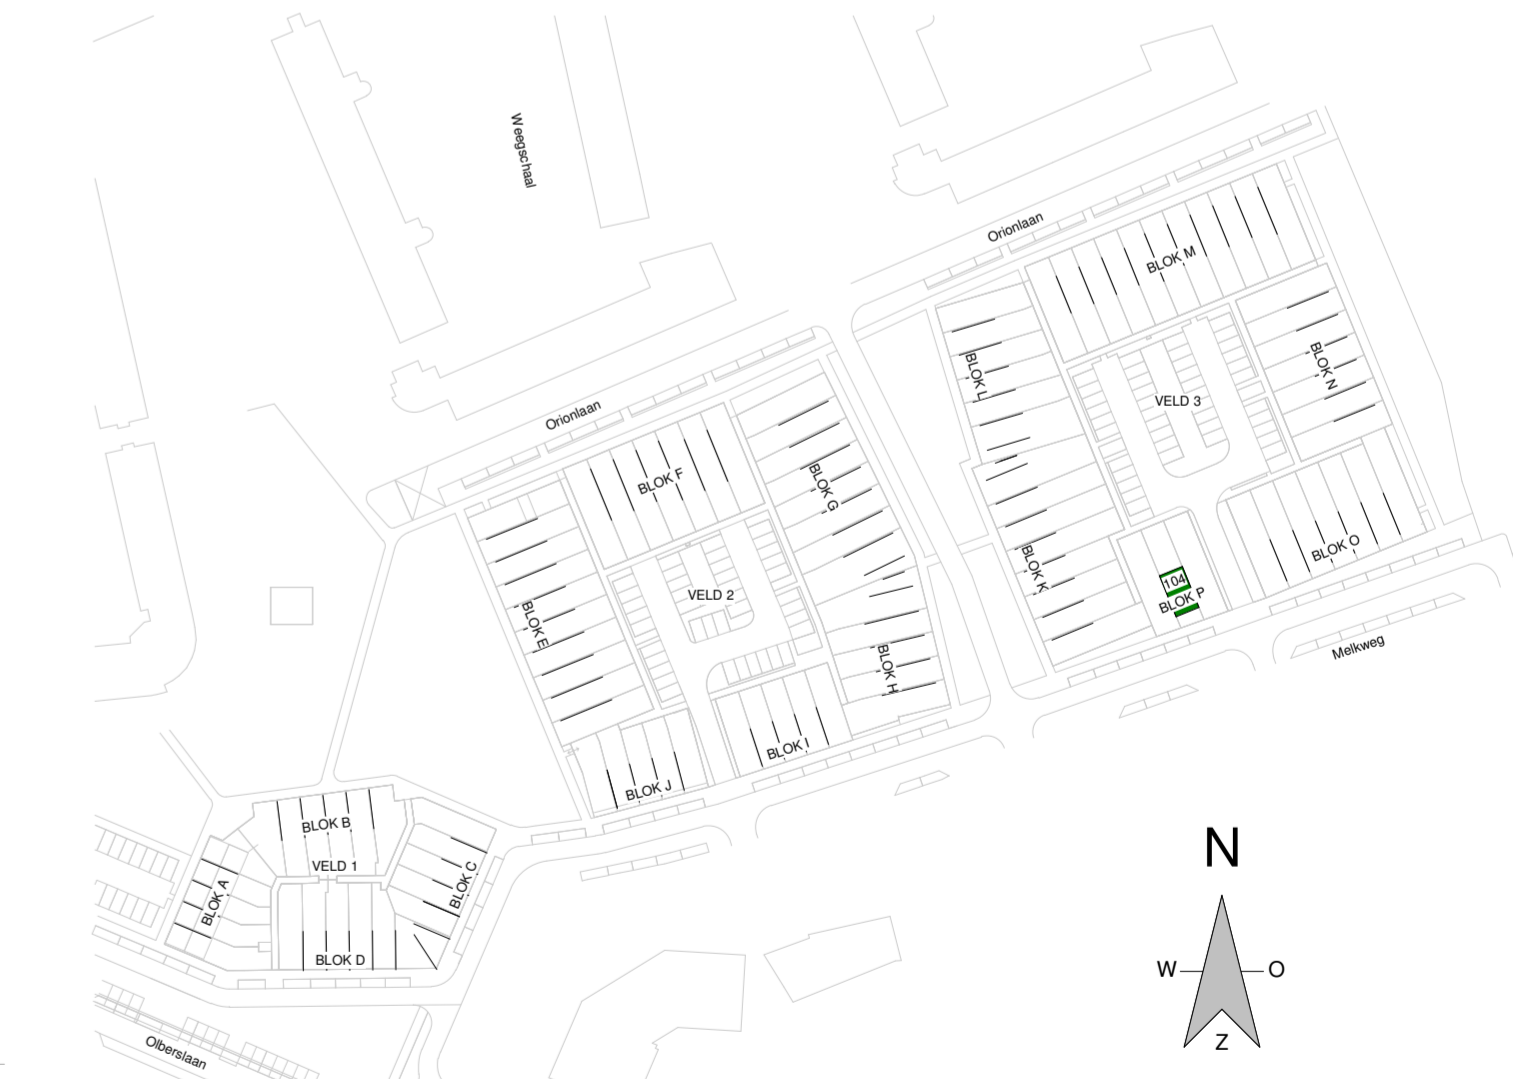 Weegschaal
Orionlaan
BLOK M
BLOK L
BLOK N
VELD 3
Orionlaan
BLOK F
BLOK G
BLOK K
BLOK O
104
BLOK P
VELD 2
BLOK E
BLOK H
Melkweg
BLOK I
BLOK J
BLOK B
VELD 1
BLOK C
BLOK A
BLOK D
Olberslaan
N
W
O
Z